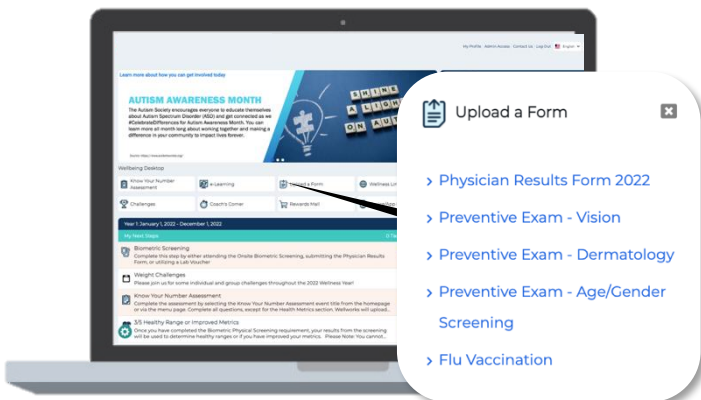 My Profile Admin Access Contact Us Log Out English
Learn more about how you can get involved today
AUTISM AWARENESS MONTH
The Autism Society encourages everyone to educate themselves
about Autism Spectrum Disorder (ASD) and get connected as we
#CelebrateDifferences for Autism Awareness Month. You can
learn more all month long about working together and making a
difference in your community to impact lives forever.
SHINE
A LIGH
ON AUT
Wellbeing Desktop
Know Your Number
Assessment
e-Learning
Upload a Form
Wellness
Challenges
Coach's Corner
Rewards Mall
Year 1: January 1, 2022 - December 1, 2022
My Next Steps
Biometric Screening
Complete this step by either attending the Onsite Biometric Screening, submitting the Physician Results
Form, or utilizing a Lab Voucher
Weight Challenges
Please join us for some individual and group challenges throughout the 2022 Wellness Year!
Know Your Number Assessment
Complete the assessment by selecting the Know Your Number Assessment event title from the homepage
or via the menu page. Complete all questions, except for the Health Metrics section. Wellworks will upload...
3/5 Healthy Range or Improved Metrics
Once you have completed the Biometric Physical Screening requirement, your results from the screening
will be used to determine healthy ranges or if you have improved your metrics. Please Note: You cannot...
Upload a Form
Physician Results Form 2022
Preventive Exam - Vision
Preventive Exam - Dermatology
Preventive Exam - Age/Gender
Screening
Flu Vaccination